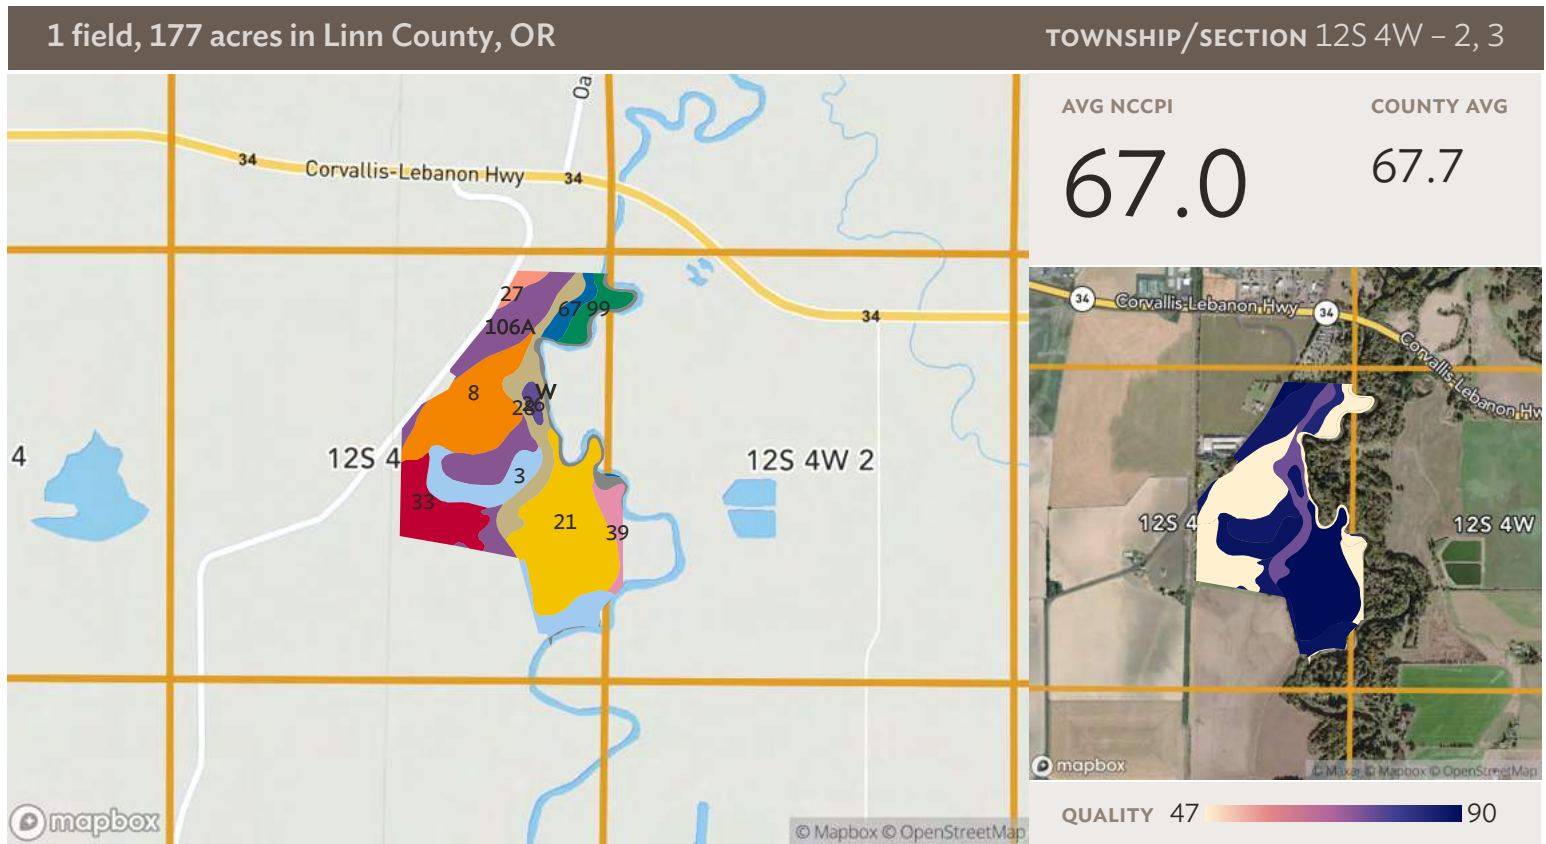 1 field, 177 acres in Linn County, OR
TOWNSHIP/SECTION 12S 4W – 2, 3
Oa
34
Corvallis-Lebanon Hwy
34
34
27
67
99
106A
8
W
28
26
4
12S 4
3
12S 4W 2
33
21
39
mapbox
© Mapbox © OpenStreetMap
AVG NCCPI
COUNTY AVG
67.0
67.7
34
Corvallis-Lebanon Hwy
34
Corvallis-Lebanon Hw
12S 4
12S 4W
mapbox
© Maxar © Mapbox © OpenStreetMap
QUALITY 47 90